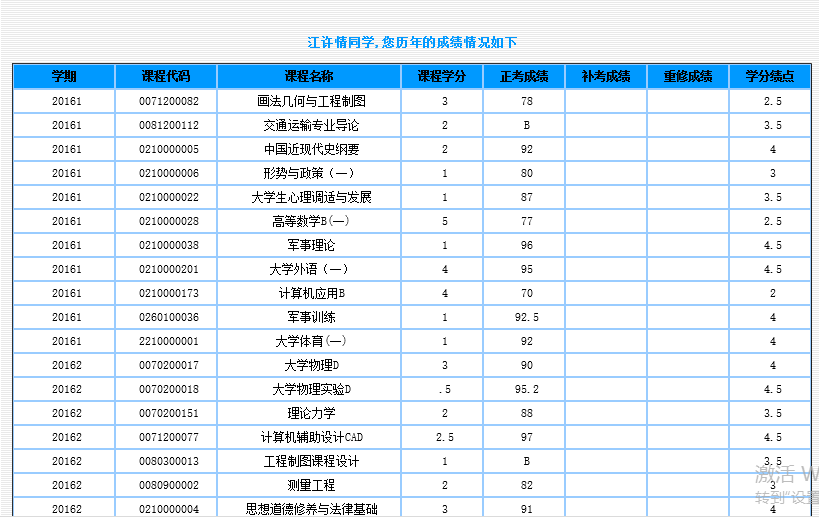 江许情同学,您历年的成绩情况如下
学期 课程代码 课程名称 课程学分 正考成绩 补考成绩 重修成绩 学分绩点
20161 0071200082 画法几何与工程制图 3 78 2.5
20161 0081200112 交通运输专业导论 2 B 3.5
20161 0210000005 中国近现代史纲要 2 92 4
20161 0210000006 形势与政策（一） 1 80 3
20161 0210000022 大学生心理调适与发展 1 87 3.5
20161 0210000028 高等数学B(一) 5 77 2.5
20161 0210000038 军事理论 1 96 4.5
20161 0210000201 大学外语（一） 4 95 4.5
20161 0210000173 计算机应用B 4 70 2
20161 0260100036 军事训练 1 92.5 4
20161 2210000001 大学体育(一) 1 92 4
20162 0070200017 大学物理D 3 90 4
20162 0070200018 大学物理实验D .5 95.2 4.5
20162 0070200151 理论力学 2 88 3.5
20162 0071200077 计算机辅助设计CAD 2.5 97 4.5
20162 0080300013 工程制图课程设计 1 B 3.5
激活 W
20162 0080900002 测量工程 2 82 3
转到"设置
20162 0210000004 思想道德修养与法律基础 3 91 4